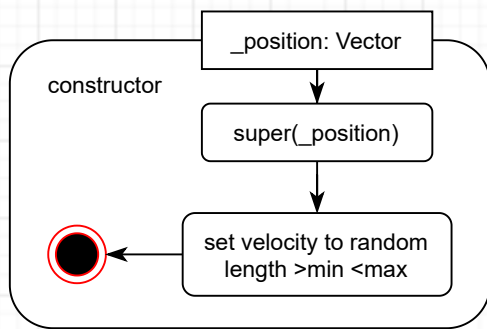 _position: Vector
constructor
super(_position)
set velocity to random
length >min <max